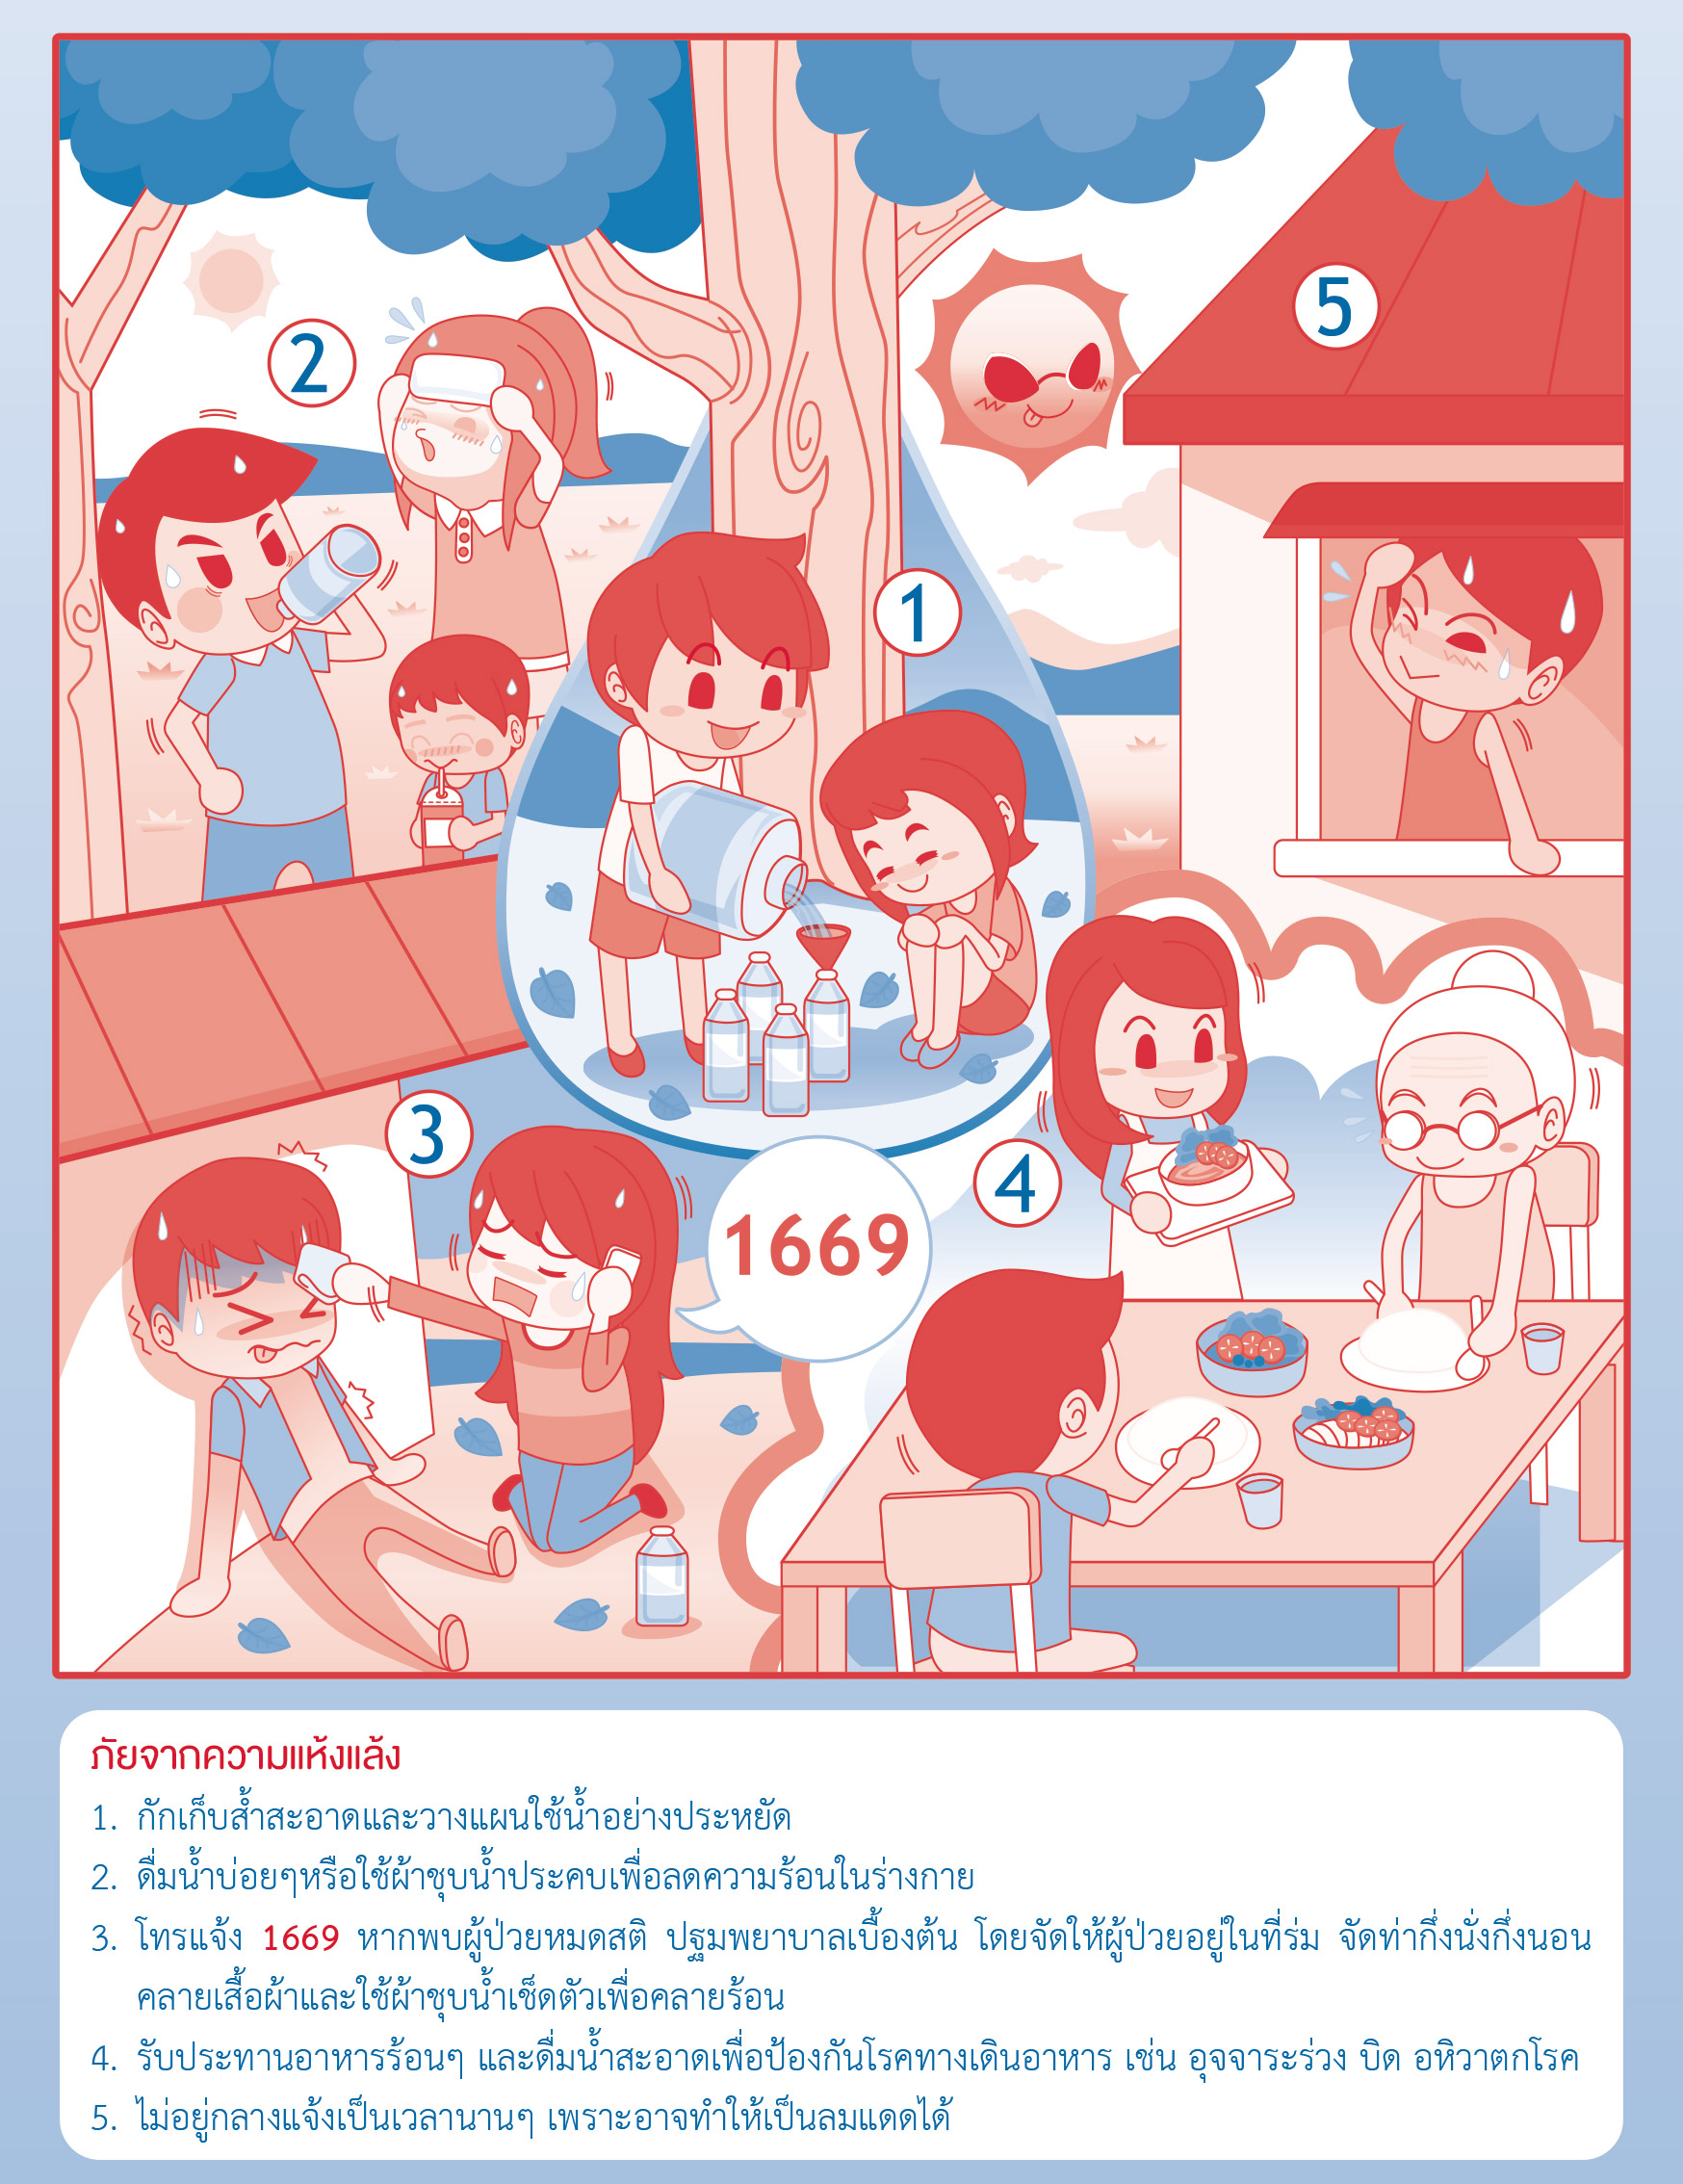 2
5
1
3
1669
4
ภัยจากความแห้งแล้ง
1. กักเก็บส้ำสะอาดและวางแผนใช้น้ำอย่างประหยัด
2. ดื่มน้ำบ่อยๆหรือใช้ผ้าชุบน้ำประคบเพื่อลดความร้อนในร่างกาย
3. โทรแจ้ง 1669 หากพบผู้ป่วยหมดสติ ปฐมพยาบาลเบื้องต้น โดยจัดให้ผู้ป่วยอยู่ในที่ร่ม จัดท่ากึ่งนั่งกึ่งนอน
คลายเสื้อผ้าและใช้ผ้าชุบน้ำเช็ดตัวเพื่อคลายร้อน
4. รับประทานอาหารร้อนๆ และดื่มน้ำสะอาดเพื่อป้องกันโรคทางเดินอาหาร เช่น อุจจาระร่วง บิด อหิวาตกโรค
5. ไม่อยู่กลางแจ้งเป็นเวลานานๆ เพราะอาจทำให้เป็นลมแดดได้